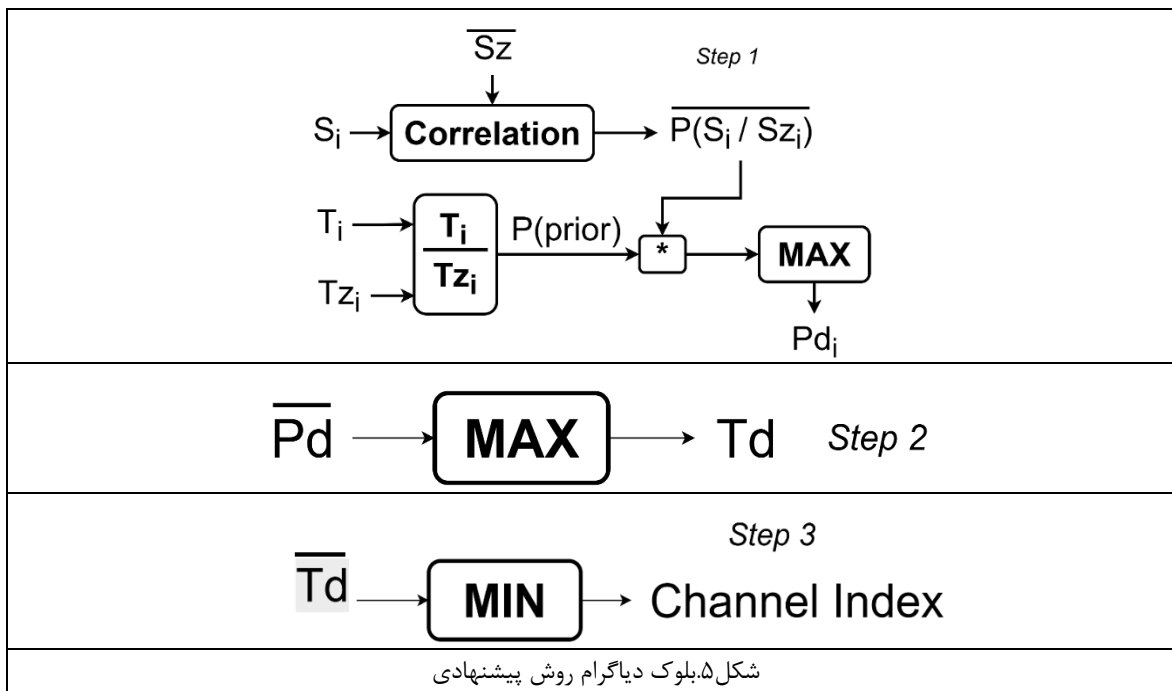 Sz
Step 1
Si Correlation P(Si / Szi)
Ti Ti P(prior) * MAX
Tzi Tzi
Pdi
Pd MAX Td Step 2
Step 3
Td MIN Channel Index
شکل۵.بلوک دیاگرام روش پیشنهادی